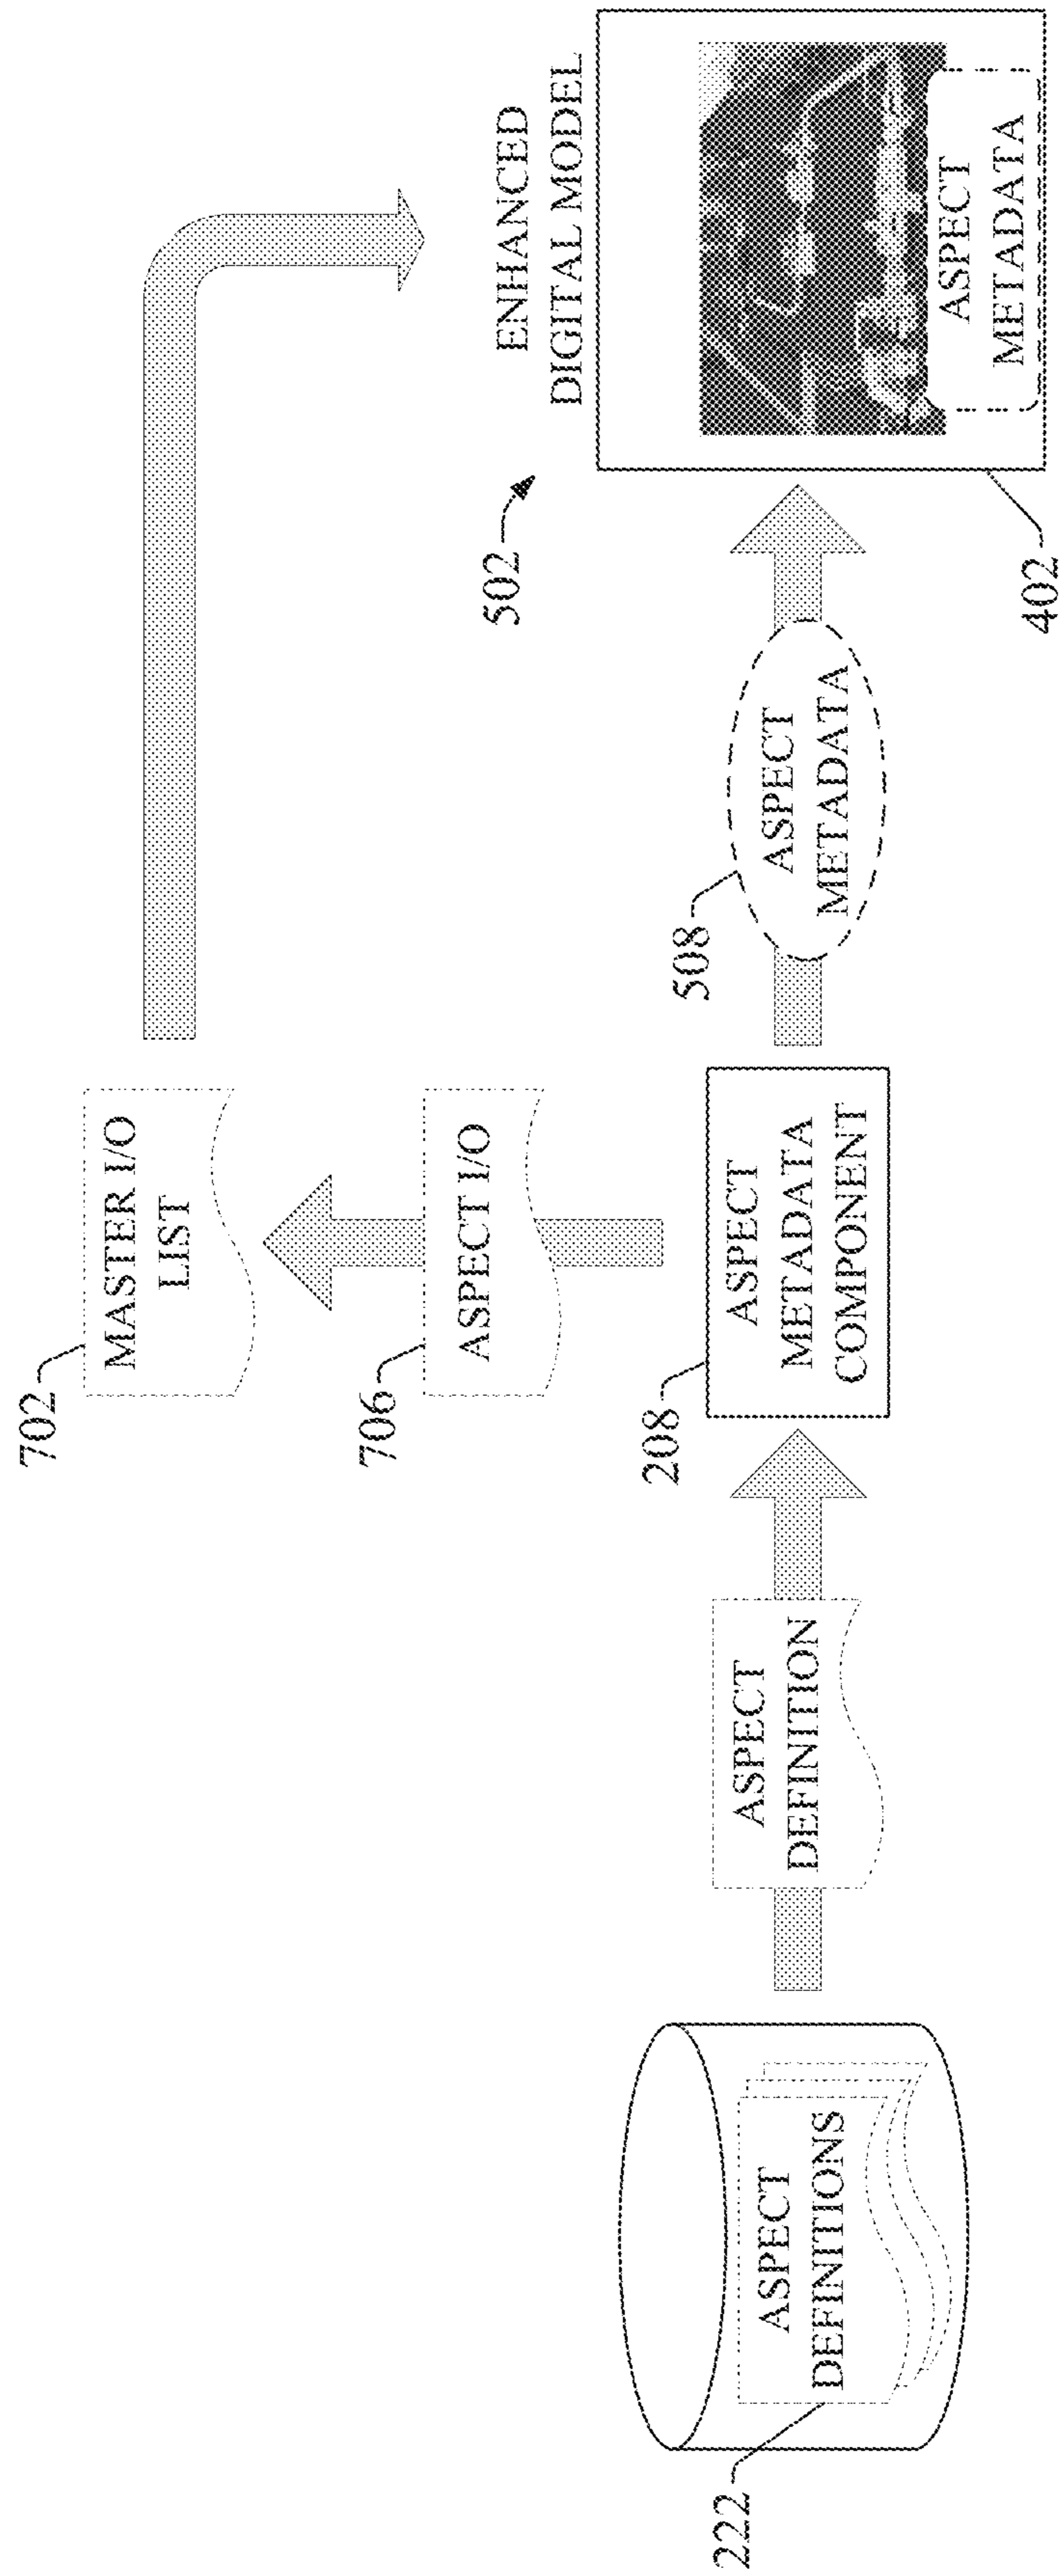 702
MASTER I/O
LIST
706
ASPECT I/O
ENHANCED
DIGITAL MODEL
502
222
ASPECT
DEFINITIONS
ASPECT
DEFINITION
208
ASPECT
METADATA
COMPONENT
508
ASPECT
METADATA
ASPECT
METADATA
402